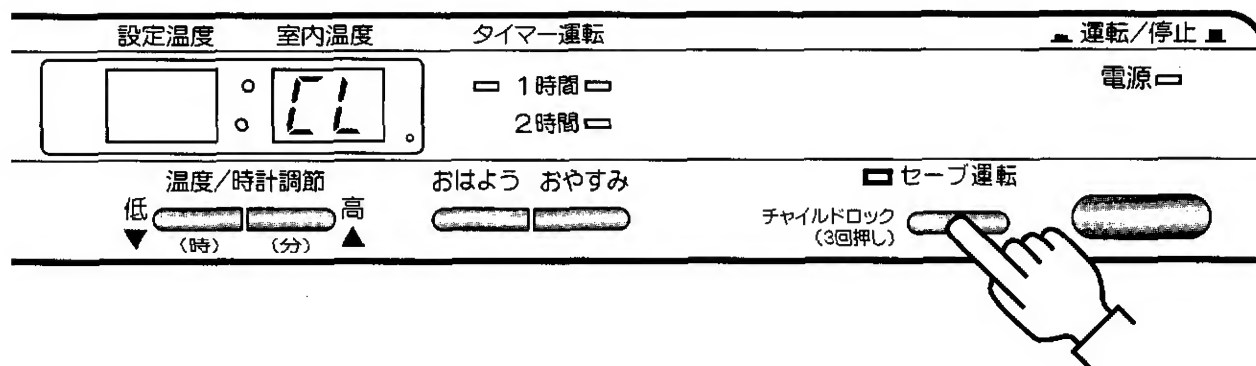 設定温度 室内温度 タイマー運転 運転/停止
CL 1時間 電源
2時間
温度/時計調節 おはよう おやすみ セーブ運転
低 高 チャイルドロック
(時) (分) (3回押し)